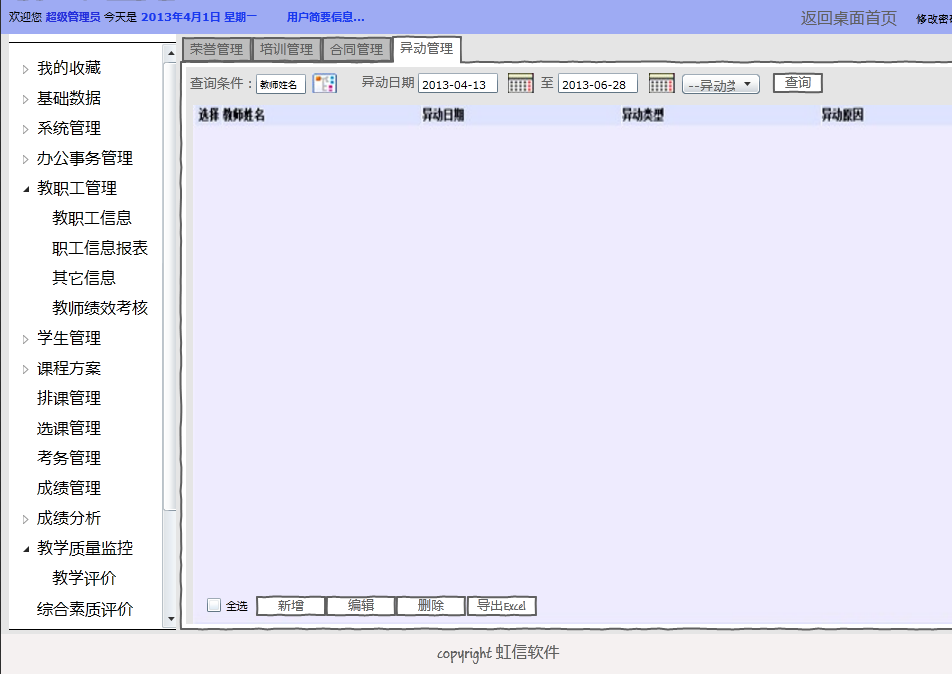 欢迎您 超级管理员 今天是 2013年4月1日 星期一 用户简要信息... 返回桌面首页 修改密
我的收藏
基础数据
系统管理
办公事务管理
教职工管理
教职工信息
职工信息报表
其它信息
教师绩效考核
学生管理
课程方案
排课管理
选课管理
考务管理
成绩管理
成绩分析
教学质量监控
教学评价
综合素质评价
荣誉管理 培训管理 合同管理 异动管理
查询条件: 教师姓名 异动日期 2013-04-13 至 2013-06-28 --异动类 查询
选择 教师姓名 异动日期 异动类型 异动原因
全选 新增 编辑 删除 导出Excel
copyright 虹信软件